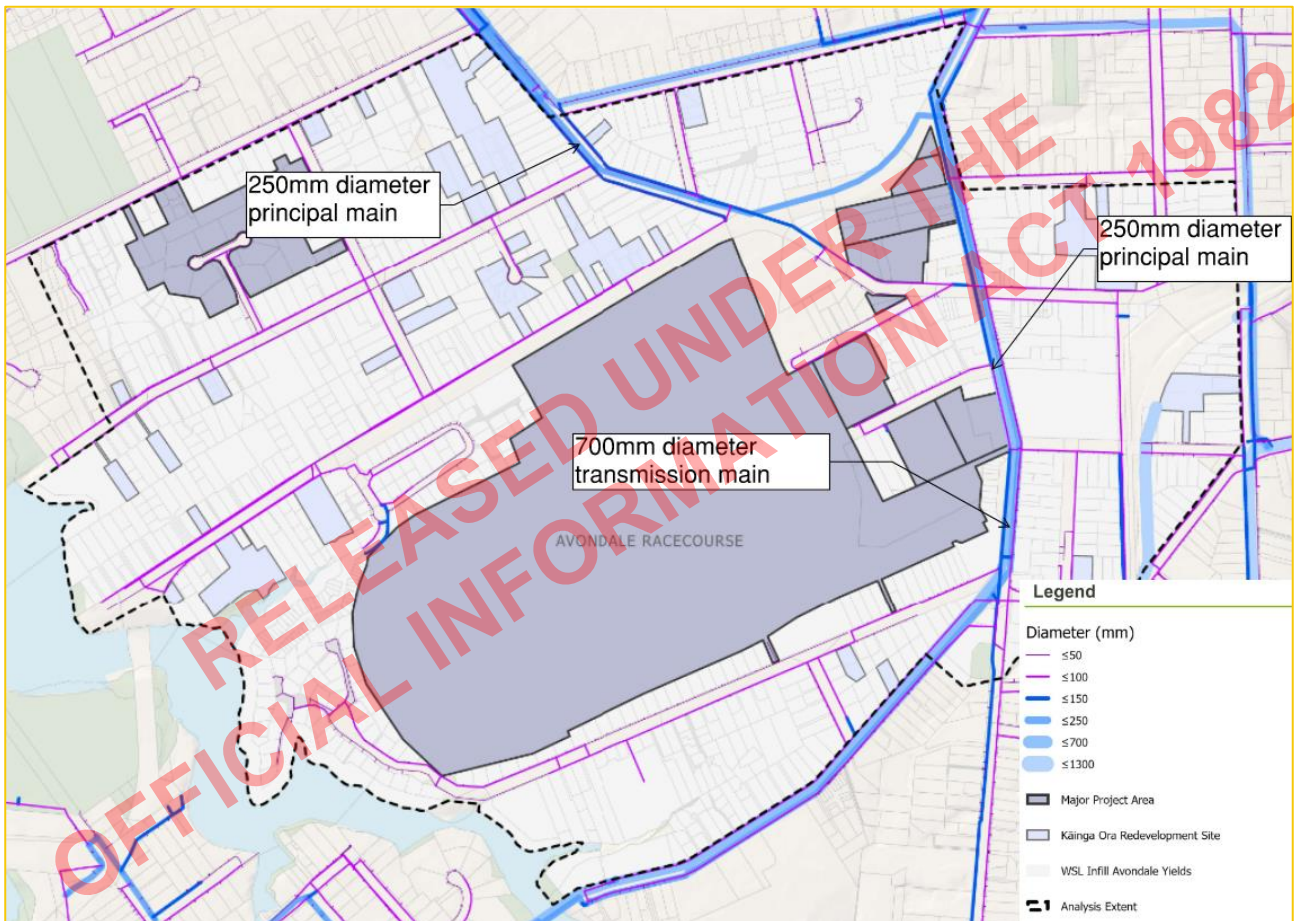 250mm diameter
principal main
250mm diameter
principal main
700mm diameter
transmission main
AVONDALE RACECOURSE
RELEASED UNDER THE
OFFICIAL INFORMATION ACT 1982
Legend
Diameter (mm)
≤50
≤100
≤150
≤250
≤700
≤1300
Major Project Area
Kāinga Ora Redevelopment Site
WSL Infill Avondale Yields
Analysis Extent